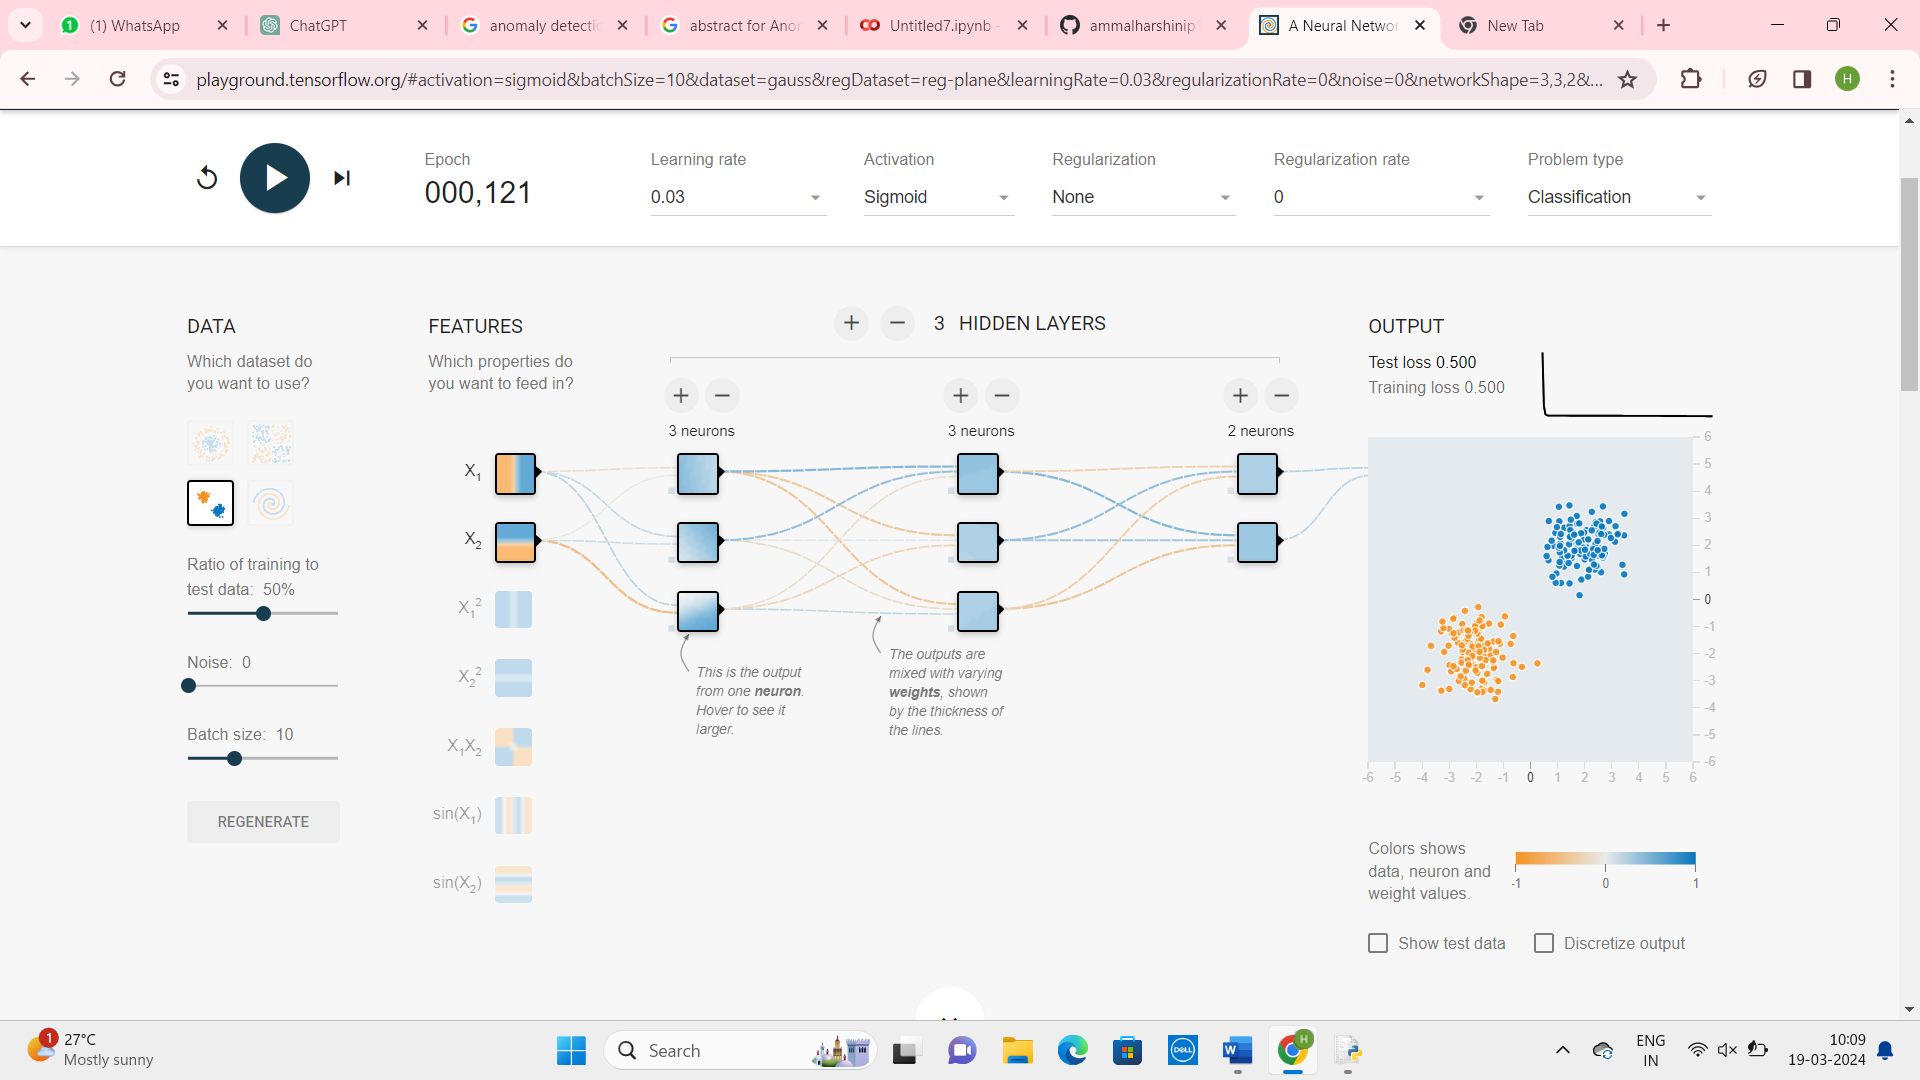 (1) WhatsApp
ChatGPT
anomaly detectic
abstract for Anor
Untitled7.ipynb -
ammalharshinip
A Neural Networ
New Tab
playground.tensorflow.org/#activation=sigmoid&batchSize=10&dataset=gauss&regDataset=reg-plane&learningRate=0.03&regularizationRate=0&noise=0&networkShape=3,3,2&...
H
Epoch
000,121
Learning rate
0.03
Activation
Sigmoid
Regularization
None
Regularization rate
0
Problem type
Classification
DATA
Which dataset do
you want to use?
Ratio of training to
test data: 50%
Noise: 0
Batch size: 10
REGENERATE
FEATURES
Which properties do
you want to feed in?
X1
X2
X1²
X2²
X1X2
sin(X1)
sin(X2)
+ − 3 HIDDEN LAYERS
+ −
3 neurons
+ −
3 neurons
+ −
2 neurons
This is the output
from one neuron.
Hover to see it
larger.
The outputs are
mixed with varying
weights, shown
by the thickness of
the lines.
OUTPUT
Test loss 0.500
Training loss 0.500
6
5
4
3
2
1
0
-1
-2
-3
-4
-5
-6
-6 -5 -4 -3 -2 -1 0 1 2 3 4 5 6
Colors shows
data, neuron and
weight values.
-1 0 1
Show test data
Discretize output
1
27°C
Mostly sunny
Search
DELL
W
H
ENG
IN
10:09
19-03-2024